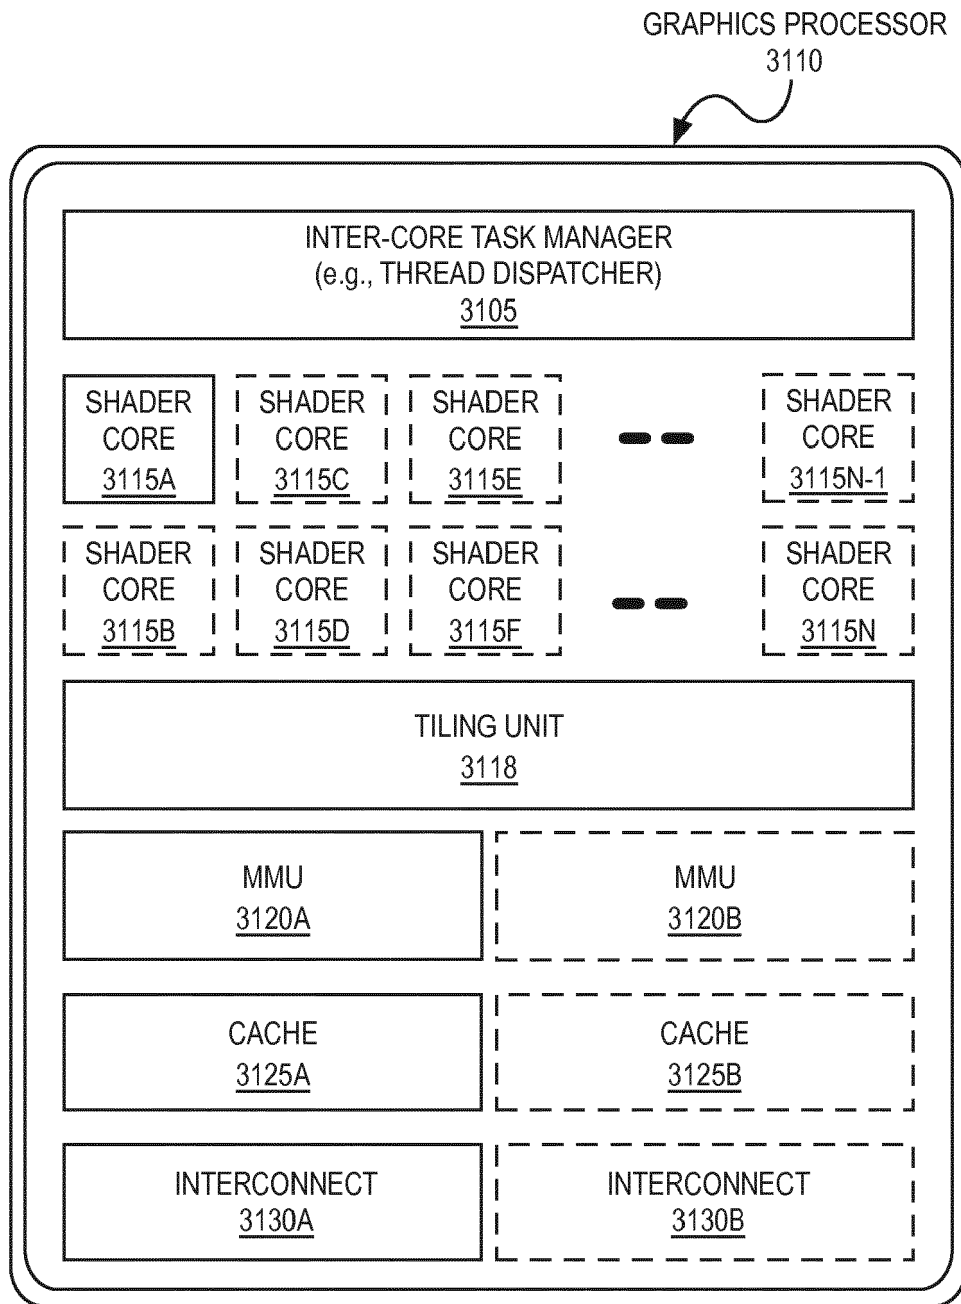 GRAPHICS PROCESSOR
3110
INTER-CORE TASK MANAGER
(e.g., THREAD DISPATCHER)
3105
SHADER
CORE
3115A
SHADER
CORE
3115C
SHADER
CORE
3115E
SHADER
CORE
3115N-1
SHADER
CORE
3115B
SHADER
CORE
3115D
SHADER
CORE
3115F
SHADER
CORE
3115N
TILING UNIT
3118
MMU
3120A
MMU
3120B
CACHE
3125A
CACHE
3125B
INTERCONNECT
3130A
INTERCONNECT
3130B